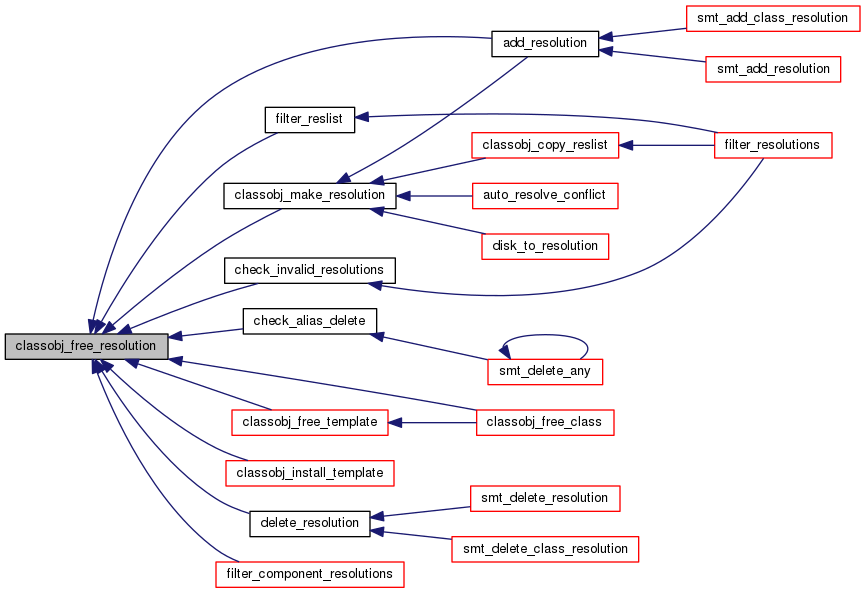 smt_add_class_resolution
add_resolution
smt_add_resolution
filter_reslist
classobj_copy_reslist
filter_resolutions
classobj_make_resolution
auto_resolve_conflict
disk_to_resolution
check_invalid_resolutions
check_alias_delete
classobj_free_resolution
smt_delete_any
classobj_free_template
classobj_free_class
classobj_install_template
smt_delete_resolution
delete_resolution
smt_delete_class_resolution
filter_component_resolutions